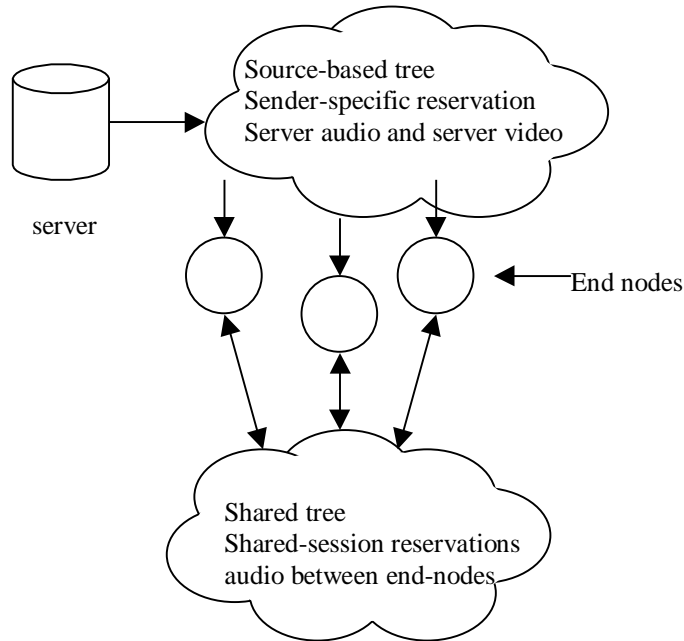 Source-based tree
Sender-specific reservation
Server audio and server video
server
End nodes
Shared tree
Shared-session reservations
audio between end-nodes